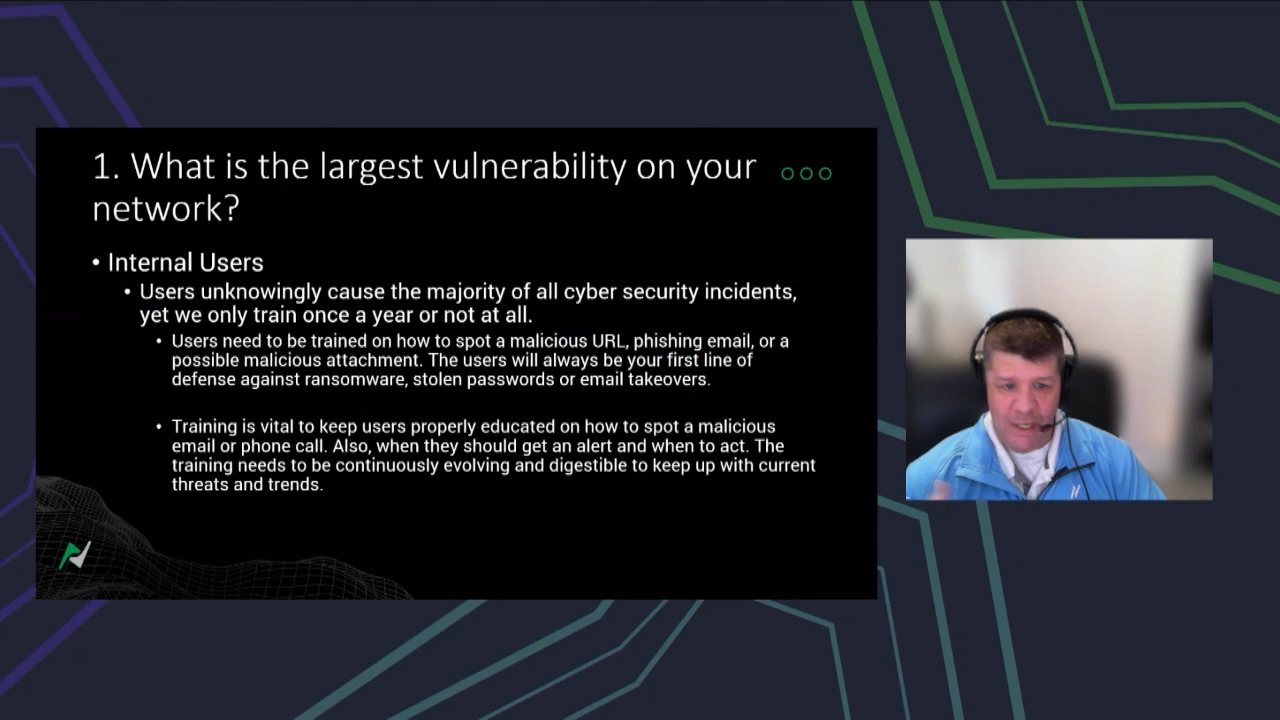 1. What is the largest vulnerability on your
network?
• Internal Users
• Users unknowingly cause the majority of all cyber security incidents,
yet we only train once a year or not at all.
• Users need to be trained on how to spot a malicious URL, phishing email, or a
possible malicious attachment. The users will always be your first line of
defense against ransomware, stolen passwords or email takeovers.
• Training is vital to keep users properly educated on how to spot a malicious
email or phone call. Also, when they should get an alert and when to act. The
training needs to be continuously evolving and digestible to keep up with current
threats and trends.